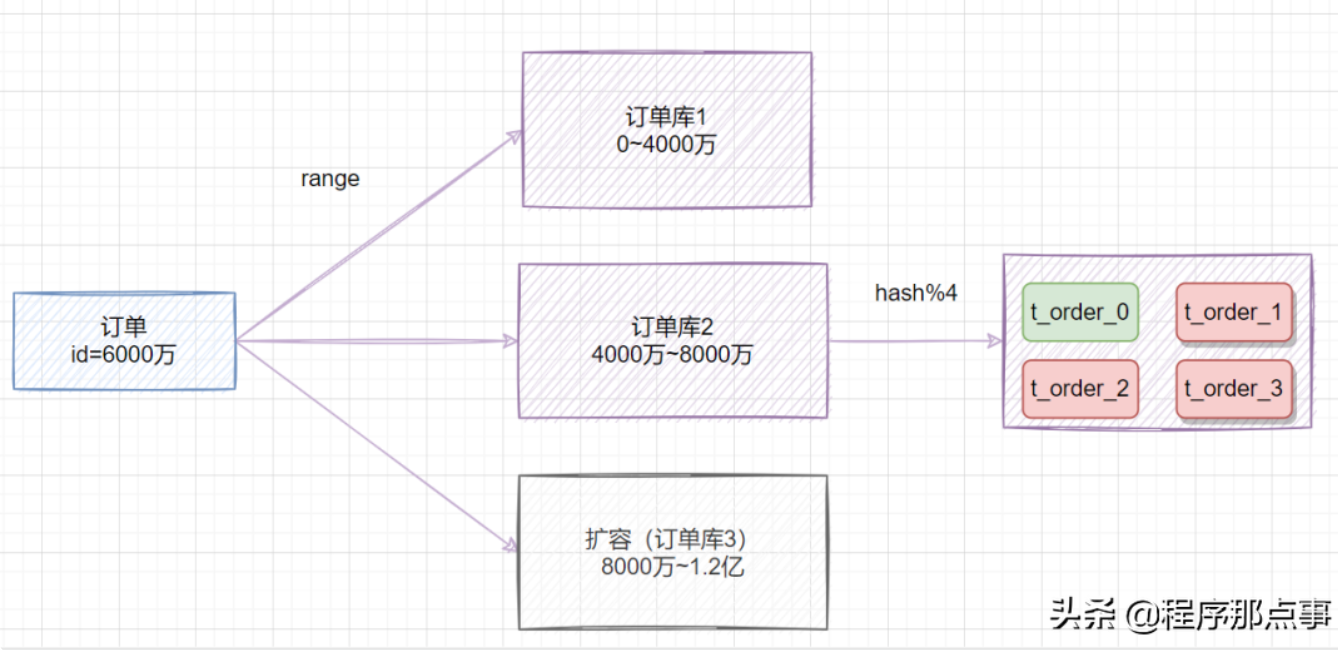 订单库1
0~4000万
range
订单
id=6000万
订单库2
4000万~8000万
hash%4
t_order_0
t_order_1
t_order_2
t_order_3
扩容（订单库3）
8000万~1.2亿
头条 @程序那点事